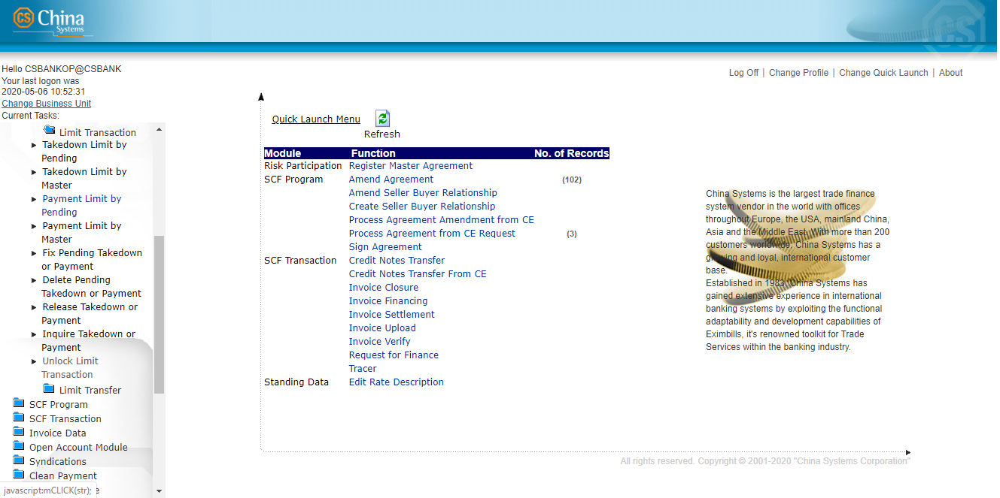 CS China
Systems
CS
Hello CSBANKOP@CSBANK
Your last logon was
2020-05-06 10:52:31
Change Business Unit
Current Tasks:
Limit Transaction
Takedown Limit by
Pending
Takedown Limit by
Master
Payment Limit by
Pending
Payment Limit by
Master
Fix Pending Takedown
or Payment
Delete Pending
Takedown or Payment
Release Takedown or
Payment
Inquire Takedown or
Payment
Unlock Limit
Transaction
Limit Transfer
SCF Program
SCF Transaction
Invoice Data
Open Account Module
Syndications
Clean Payment
javascript:mCLICK(str);
Log Off | Change Profile | Change Quick Launch | About
Quick Launch Menu
Refresh
Module Function No. of Records
Risk Participation Register Master Agreement
SCF Program Amend Agreement (102)
Amend Seller Buyer Relationship
Create Seller Buyer Relationship
Process Agreement Amendment from CE
Process Agreement from CE Request (3)
Sign Agreement
SCF Transaction Credit Notes Transfer
Credit Notes Transfer From CE
Invoice Closure
Invoice Financing
Invoice Settlement
Invoice Upload
Invoice Verify
Request for Finance
Tracer
Standing Data Edit Rate Description
China Systems is the largest trade finance
system vendor in the world with offices
throughout Europe, the USA, mainland China,
Asia and the Middle East. With more than 200
customers worldwide, China Systems has a
growing and loyal, international customer
base.
Established in 1983, China Systems has
gained extensive experience in international
banking systems by exploiting the functional
adaptability and development capabilities of
Eximbills, it's renowned toolkit for Trade
Services within the banking industry.
All rights reserved. Copyright © 2001-2020 "China Systems Corporation"